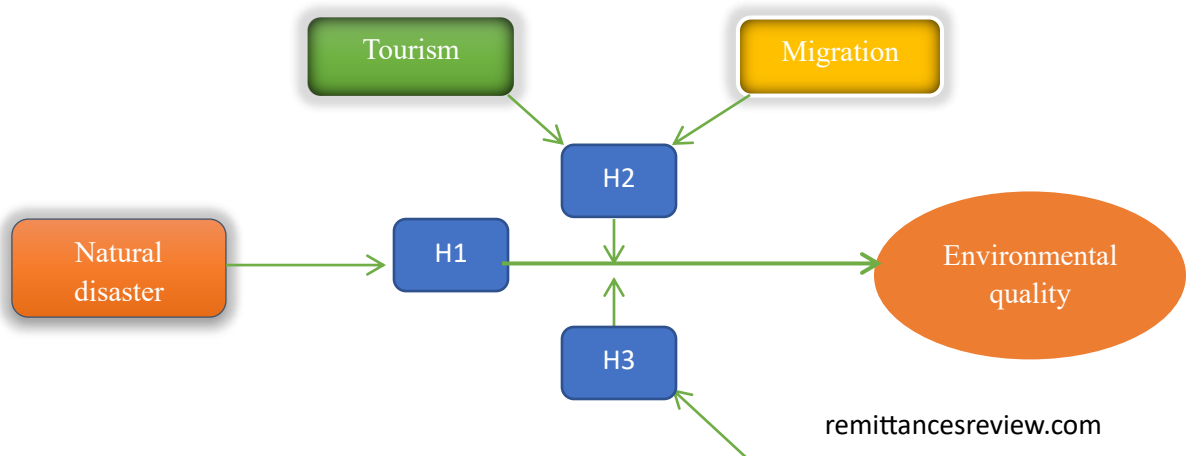 Tourism
Migration
H2
H1
Natural
disaster
Environmental
quality
H3
remittancesreview.com